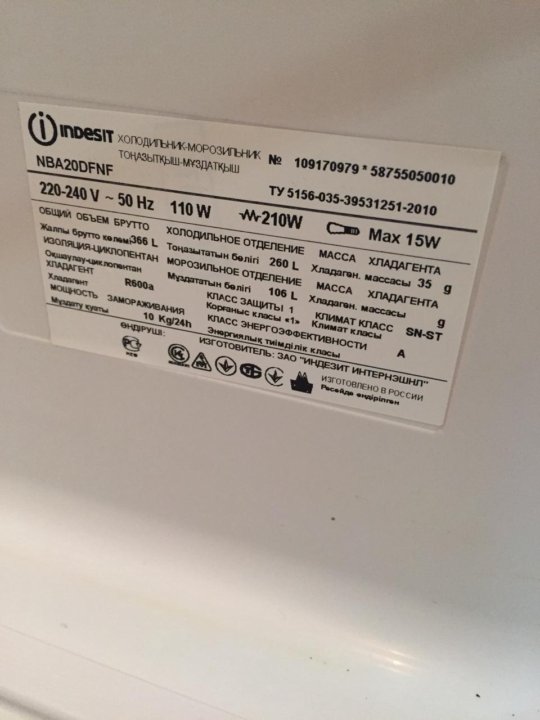 INDESIT ХОЛОДИЛЬНИК-МОРОЗИЛЬНИК № 109170979 * 58755050010
NBA20DFNF ТОҢАЗЫТҚЫШ-МҰЗДАТҚЫШ ТУ 5156-035-39531251-2010
220-240 V ~ 50 Hz 110 W 210W Max 15W
ОБЩИЙ ОБЪЕМ БРУТТО ХОЛОДИЛЬНОЕ ОТДЕЛЕНИЕ МАССА ХЛАДАГЕНТА
Жалпы брутто көлемі 366 L Тоңазытатын бөлігі 260 L Хладаген. массасы 35 g
ИЗОЛЯЦИЯ-ЦИКЛОПЕНТАН МОРОЗИЛЬНОЕ ОТДЕЛЕНИЕ МАССА ХЛАДАГЕНТА
Оқшаулау-циклопентан Мұздататын бөлігі 106 L Хладаген. массасы g
ХЛАДАГЕНТ КЛАСС ЗАЩИТЫ 1 КЛИМАТ КЛАСС SN-ST
Хладагент R600a Қорғаныс класы «1» Климат класы
МОЩНОСТЬ ЗАМОРАЖИВАНИЯ КЛАСС ЭНЕРГОЭФФЕКТИВНОСТИ A
Мұздату қуаты 10 Kg/24h Энергиялық тиімділік класы
ӨНДІРУШІ: ИЗГОТОВИТЕЛЬ: ЗАО "ИНДЕЗИТ ИНТЕРНЭШНЛ"
ИЗГОТОВЛЕНО В РОССИИ
Ресейде өндірілген